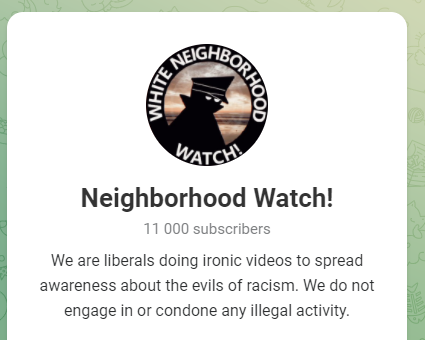 WHITE NEIGHBORHOOD
WATCH!
Neighborhood Watch!
11 000 subscribers
We are liberals doing ironic videos to spread
awareness about the evils of racism. We do not
engage in or condone any illegal activity.